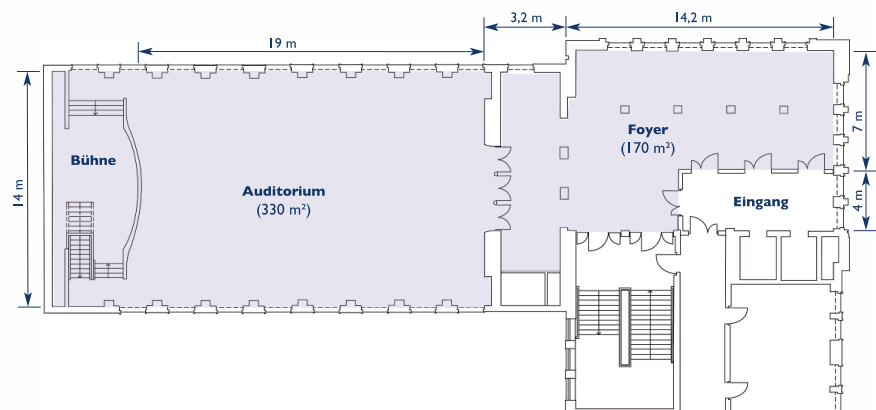 3,2 m
14,2 m
19 m
14 m
Bühne
Auditorium
(330 m²)
Foyer
(170 m²)
7 m
4 m
Eingang